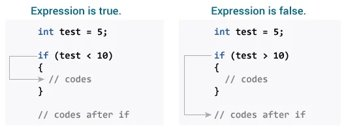 Expression is true.
int test = 5;
if (test < 10)
{
// codes
}
// codes after if
Expression is false.
int test = 5;
if (test > 10)
{
// codes
}
// codes after if